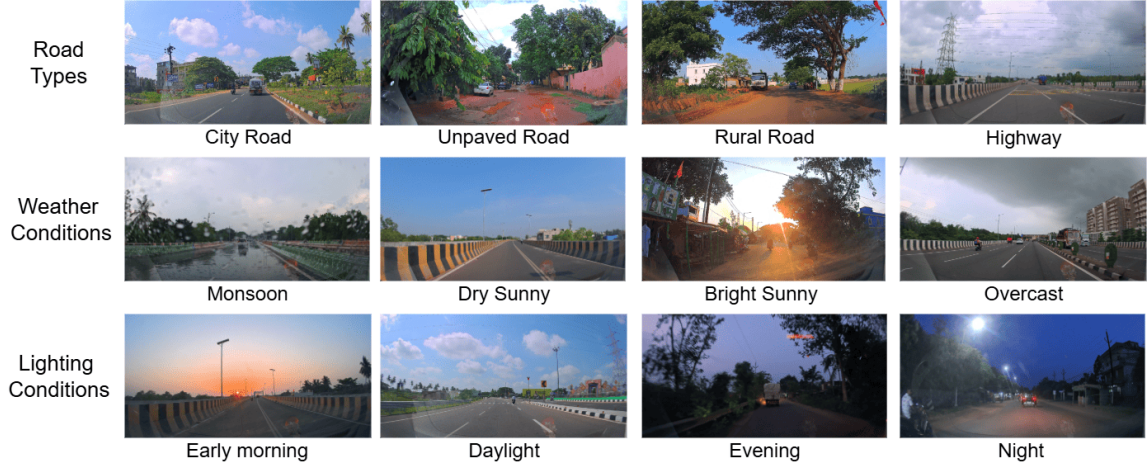 Road
Types
City Road
Unpaved Road
Rural Road
Highway
Weather
Conditions
Monsoon
Dry Sunny
Bright Sunny
Overcast
Lighting
Conditions
Early morning
Daylight
Evening
Night